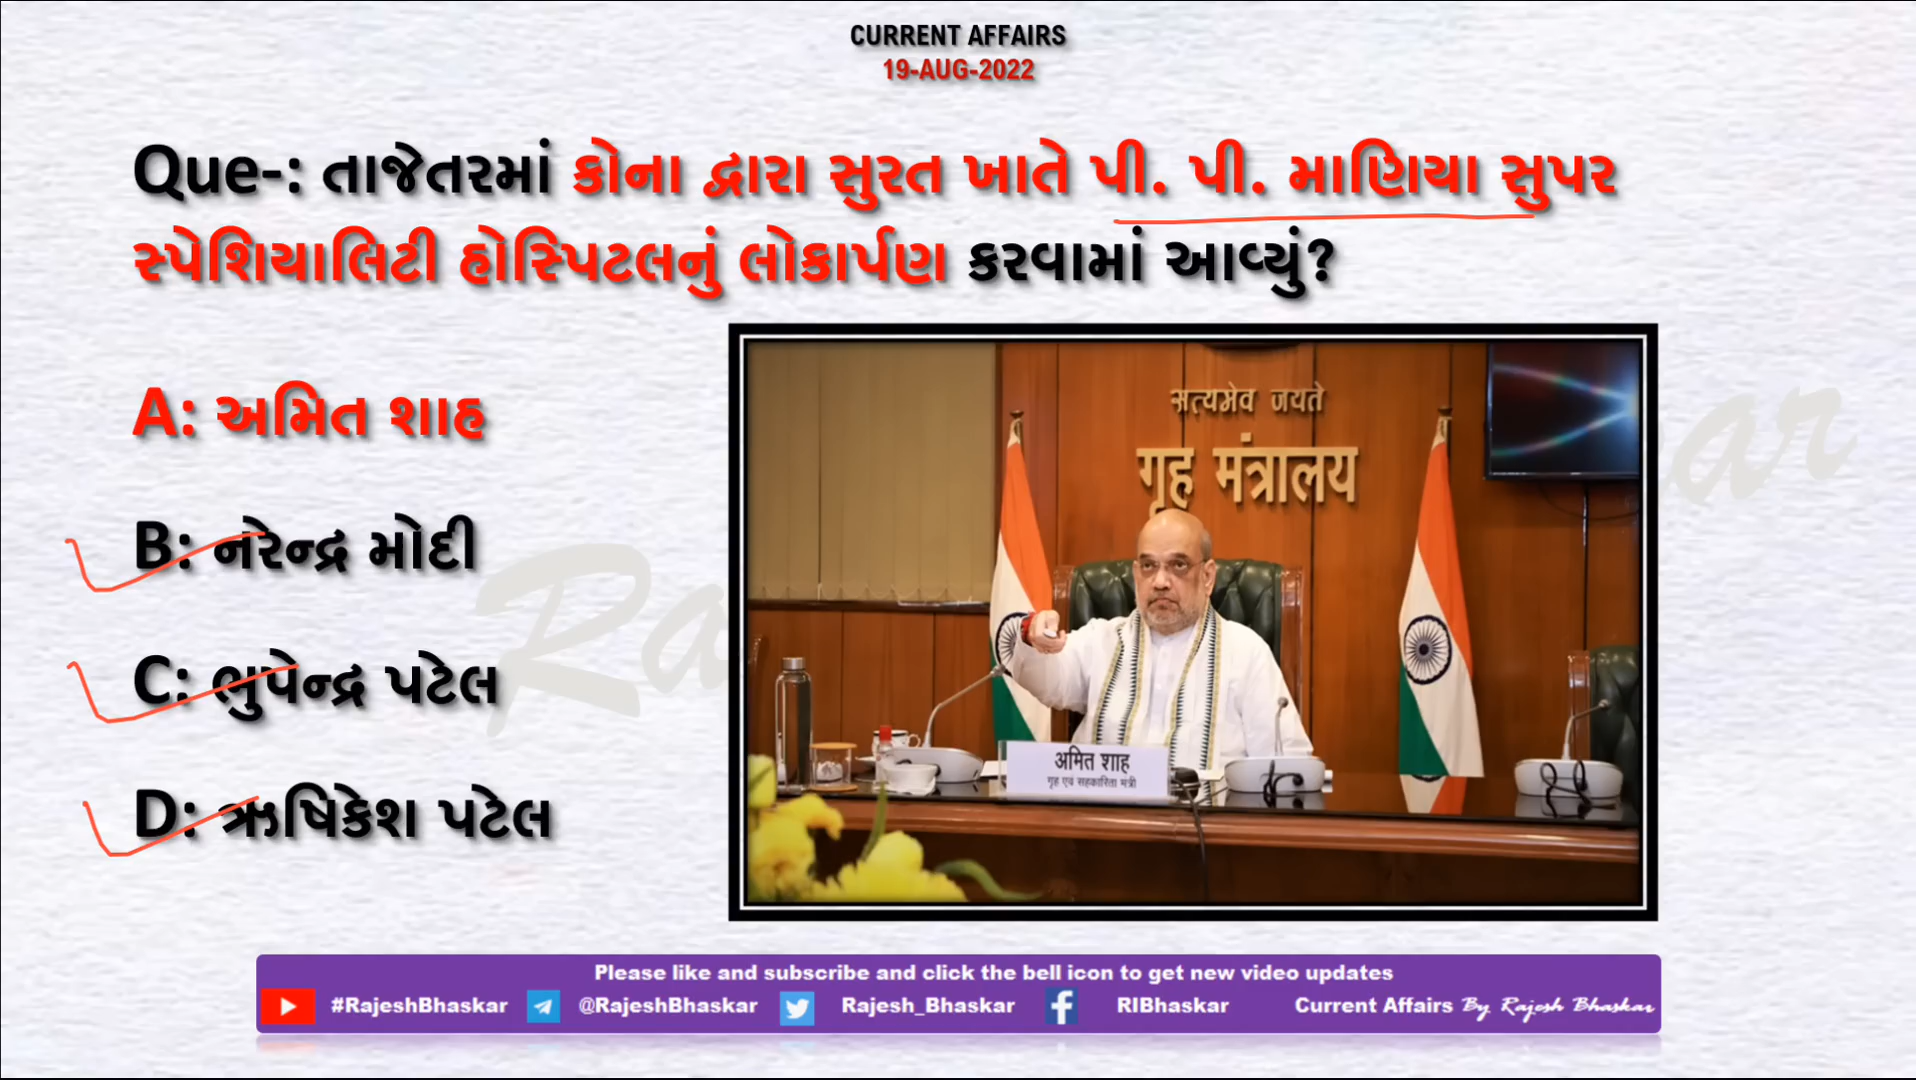 CURRENT AFFAIRS
19-AUG-2022
Que-: તાજેતરમાં કોના દ્વારા સુરત ખાતે પી. પી. માણિયા સુપર
સ્પેશિયાલિટી હોસ્પિટલનું લોકાર્પણ કરવામાં આવ્યું?
A: અમિત શાહ
B: નરેન્દ્ર મોદી
C: ભુપેન્દ્ર પટેલ
D: ઋષિકેશ પટેલ
सत्यमेव जयते
गृह मंत्रालय
अमित शाह
गृह एवं सहकारिता मंत्री
Please like and subscribe and click the bell icon to get new video updates
#RajeshBhaskar @RajeshBhaskar Rajesh_Bhaskar RIBhaskar Current Affairs By Rajesh Bhaskar